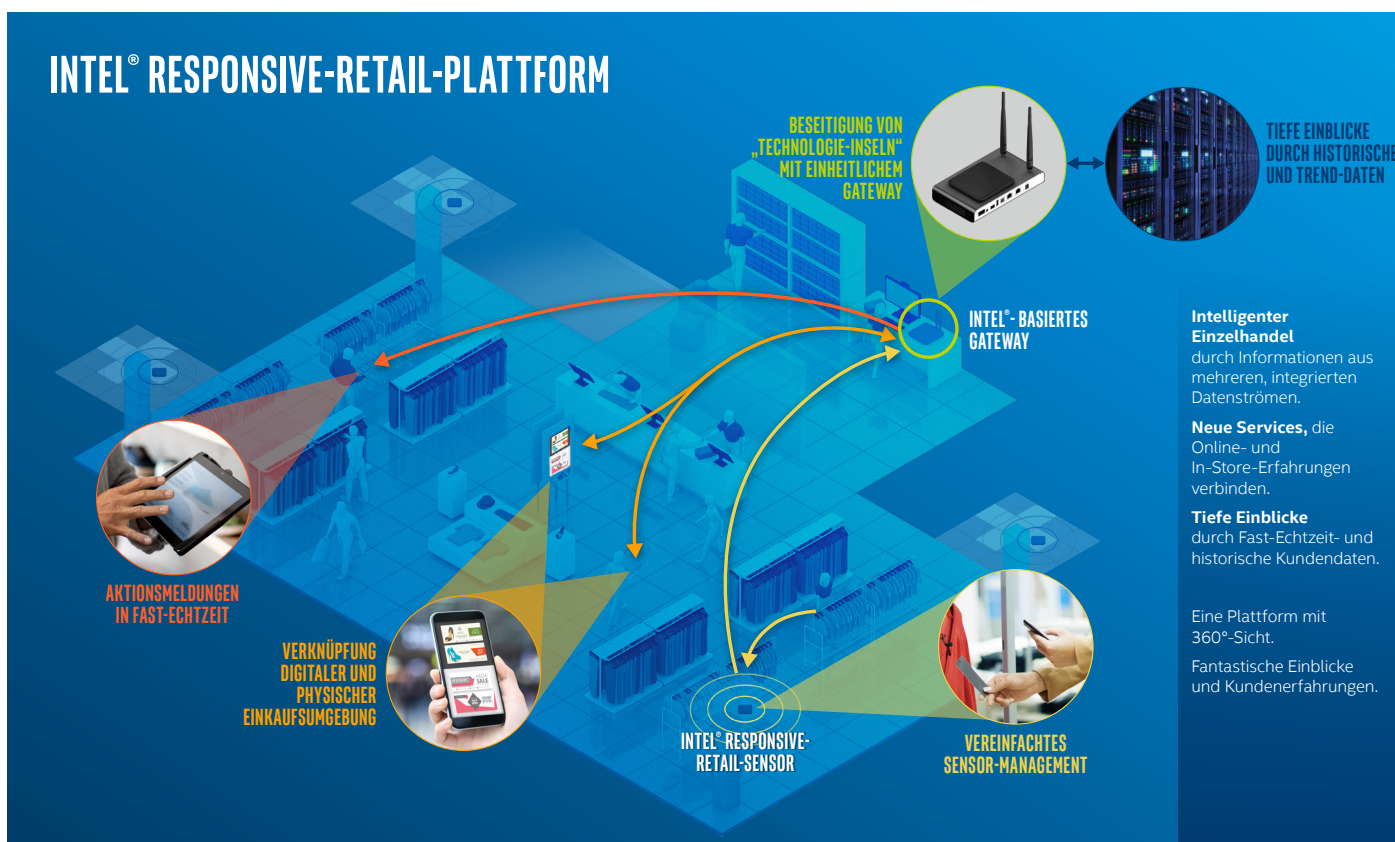 INTEL® RESPONSIVE-RETAIL-PLATTFORM
BESEITIGUNG VON
„TECHNOLOGIE-INSELN“
MIT EINHEITLICHEM
GATEWAY
TIEFE EINBLICKE
DURCH HISTORISCHE
UND TREND-DATEN
INTEL®- BASIERTES
GATEWAY
Intelligenter
Einzelhandel
durch Informationen aus
mehreren, integrierten
Datenströmen.
Neue Services, die
Online- und
In-Store-Erfahrungen
verbinden.
Tiefe Einblicke
durch Fast-Echtzeit- und
historische Kundendaten.
Eine Plattform mit
360°-Sicht.
Fantastische Einblicke
und Kundenerfahrungen.
AKTIONSMELDUNGEN
IN FAST-ECHTZEIT
VERKNÜPFUNG
DIGITALER UND
PHYSISCHER
EINKAUFSUMGEBUNG
SALE
INTEL® RESPONSIVE-
RETAIL-SENSOR
VEREINFACHTES
SENSOR-MANAGEMENT